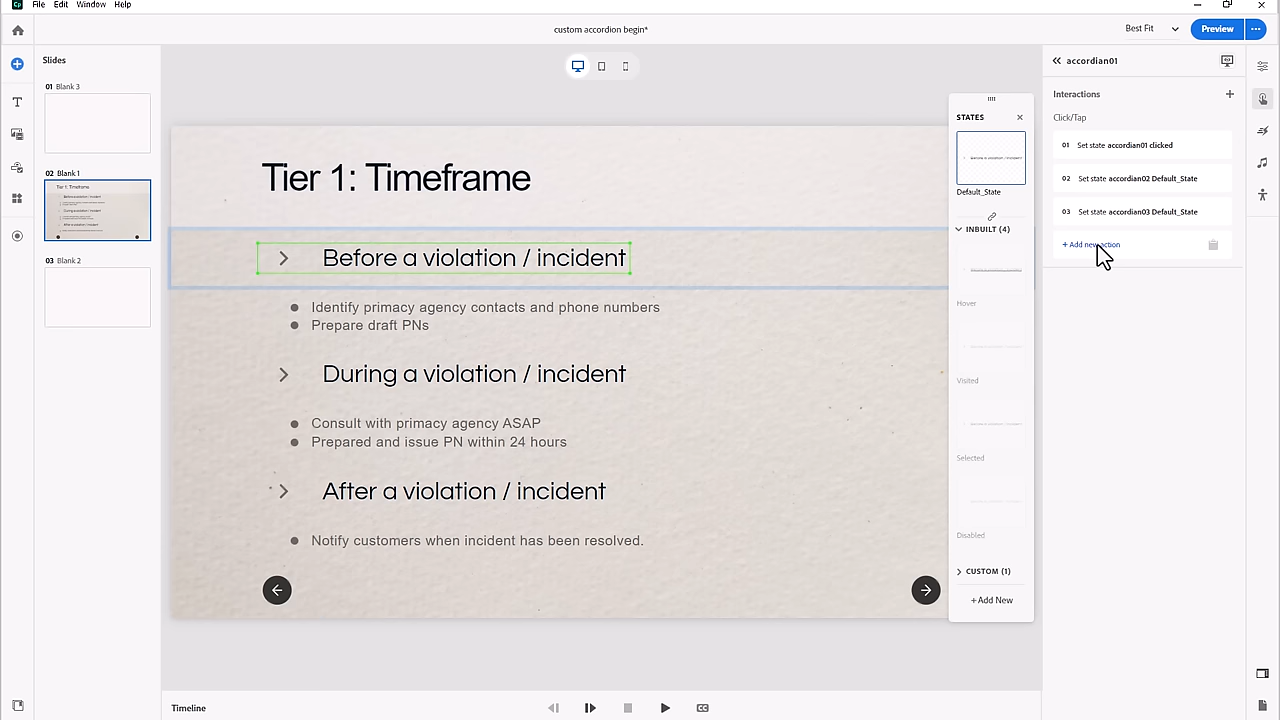 Cp File Edit Window Help
custom accordion begin*
Best Fit
Preview
Slides
01 Blank 3
02 Blank 1
03 Blank 2
Tier 1: Timeframe
Before a violation / incident
Identify primacy agency contacts and phone numbers
Prepare draft PNs
During a violation / incident
Consult with primacy agency ASAP
Prepared and issue PN within 24 hours
After a violation / incident
Notify customers when incident has been resolved.
STATES
Before a violation / incident
Default_State
INBUILT (4)
Hover
Visited
Selected
Disabled
CUSTOM (1)
+ Add New
accordian01
Interactions
Click/Tap
01 Set state accordian01 clicked
02 Set state accordian02 Default_State
03 Set state accordian03 Default_State
+ Add new action
Timeline
CC